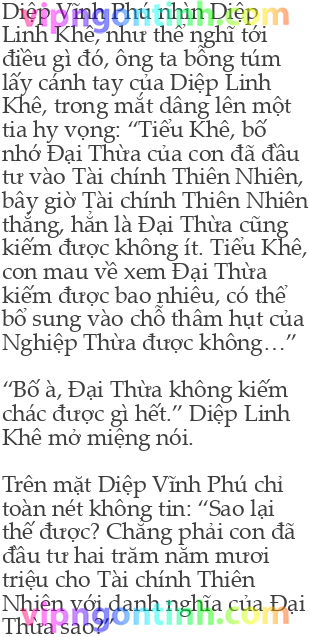 Diệp Vĩnh Phú nhìn Diệp
Linh Khê, như thể nghĩ tới
điều gì đó, ông ta bỗng túm
lấy cánh tay của Diệp Linh
Khê, trong mắt dâng lên một
tia hy vọng: “Tiểu Khê, bố
nhớ Đại Thừa của con đã đầu
tư vào Tài chính Thiên Nhiên,
bây giờ Tài chính Thiên Nhiên
thắng, hẳn là Đại Thừa cũng
kiếm được không ít. Tiểu Khê,
con mau về xem Đại Thừa
kiếm được bao nhiêu, có thể
bổ sung vào chỗ thâm hụt của
Nghiệp Thừa được không…”
“Bố à, Đại Thừa không kiếm
chác được gì hết.” Diệp Linh
Khê mở miệng nói.
Trên mặt Diệp Vĩnh Phú chỉ
toàn nét không tin: “Sao lại
thế được? Chẳng phải con đã
đầu tư hai trăm năm mươi
triệu cho Tài chính Thiên
Nhiên với danh nghĩa của Đại
Thừa sao?”
vipngontinh.com
vipngontinh.com